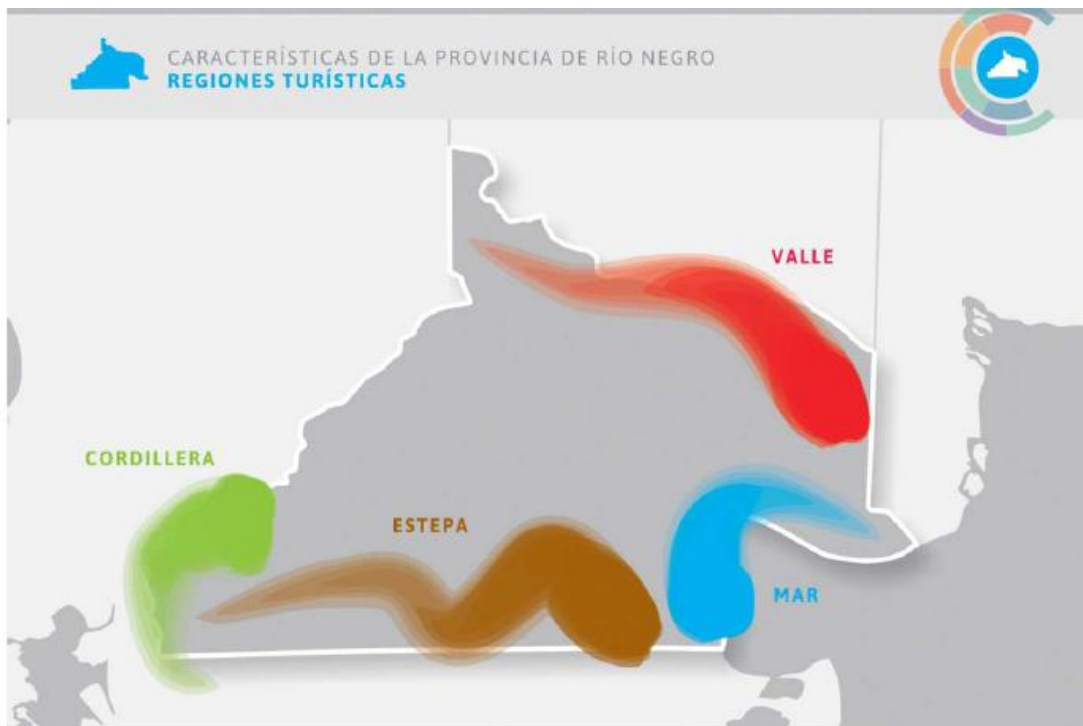 CARACTERÍSTICAS DE LA PROVINCIA DE RÍO NEGRO
REGIONES TURÍSTICAS
VALLE
CORDILLERA
ESTEPA
MAR